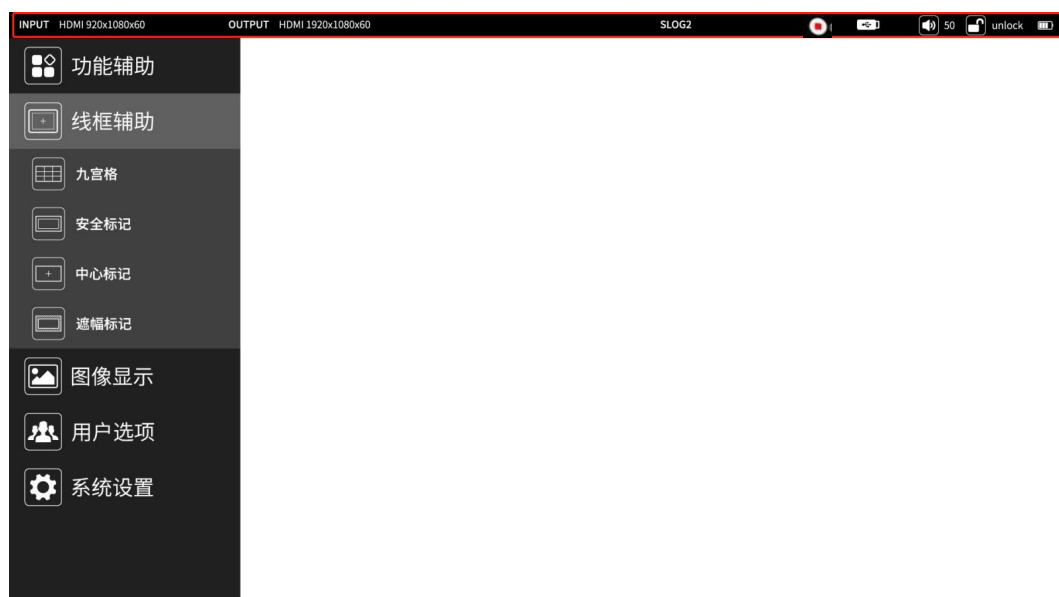 INPUT HDMI 920x1080x60 OUTPUT HDMI 1920x1080x60 SLOG2 50 unlock
功能辅助
线框辅助
九宫格
安全标记
中心标记
遮幅标记
图像显示
用户选项
系统设置